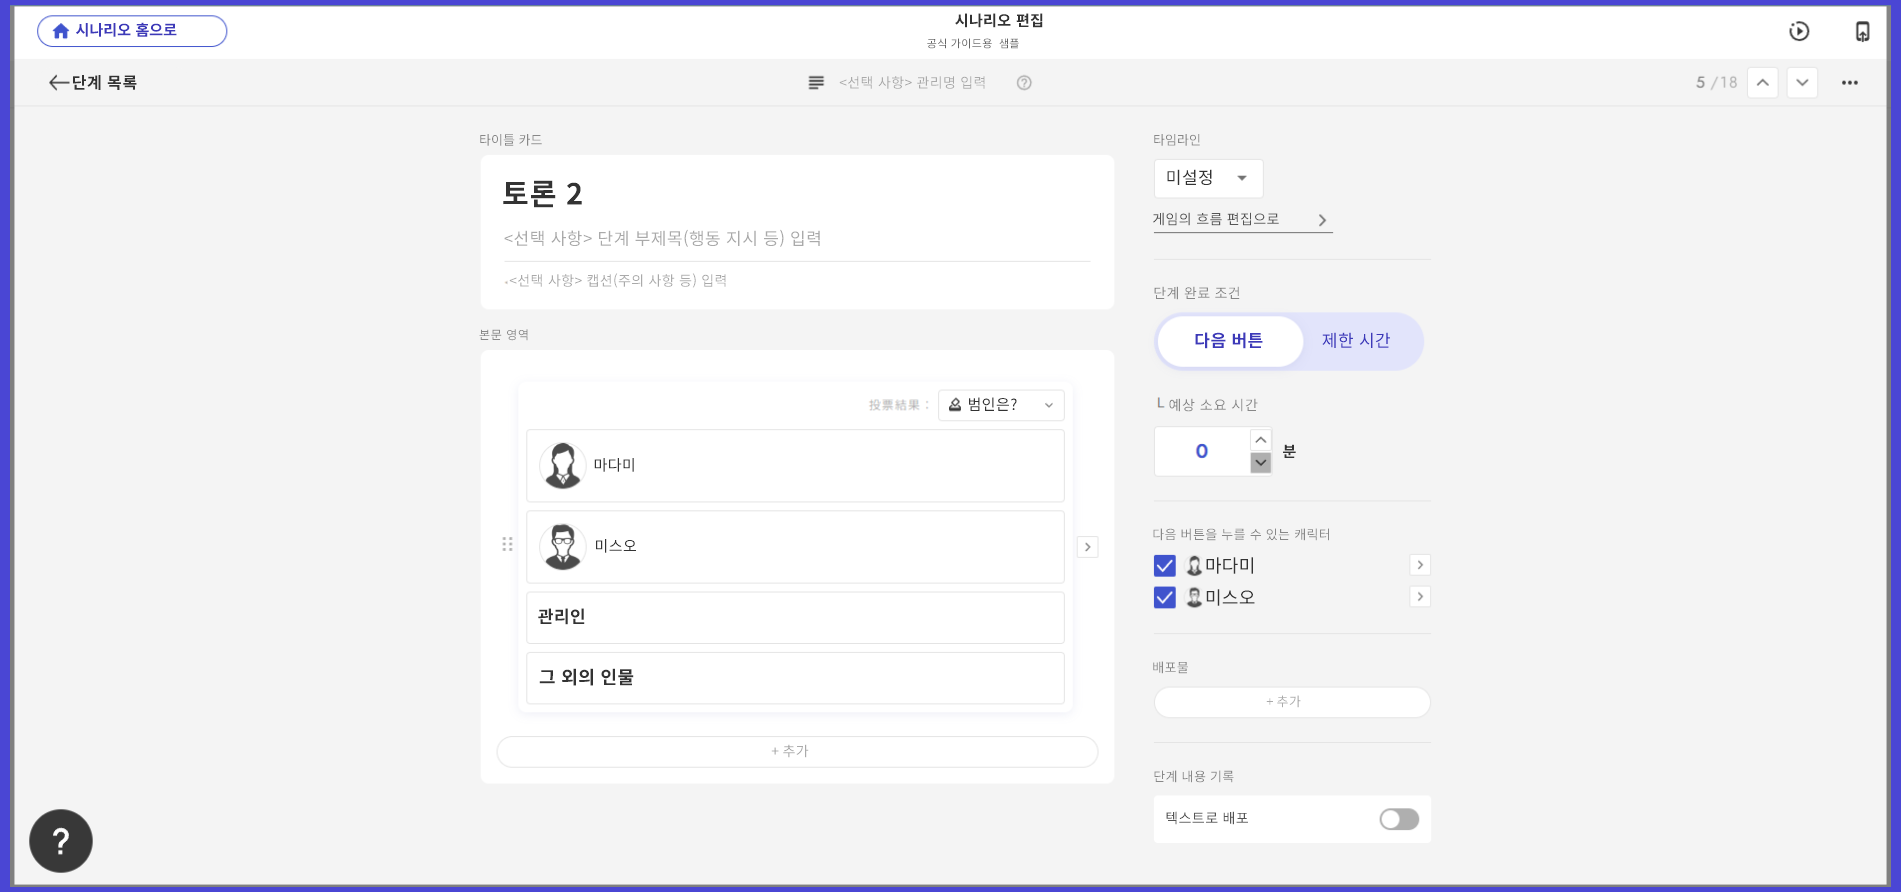 시나리오 홈으로
시나리오 편집
공식 가이드용 샘플
단계 목록
<선택 사항> 관리명 입력
5 /18
타이틀 카드
토론 2
<선택 사항> 단계 부제목(행동 지시 등) 입력
<선택 사항> 캡션(주의 사항 등) 입력
본문 영역
投票結果：
범인은?
마다미
미스오
관리인
그 외의 인물
+ 추가
타임라인
미설정
게임의 흐름 편집으로
단계 완료 조건
다음 버튼
제한 시간
└ 예상 소요 시간
0
분
다음 버튼을 누를 수 있는 캐릭터
마다미
미스오
배포물
+ 추가
단계 내용 기록
텍스트로 배포
?